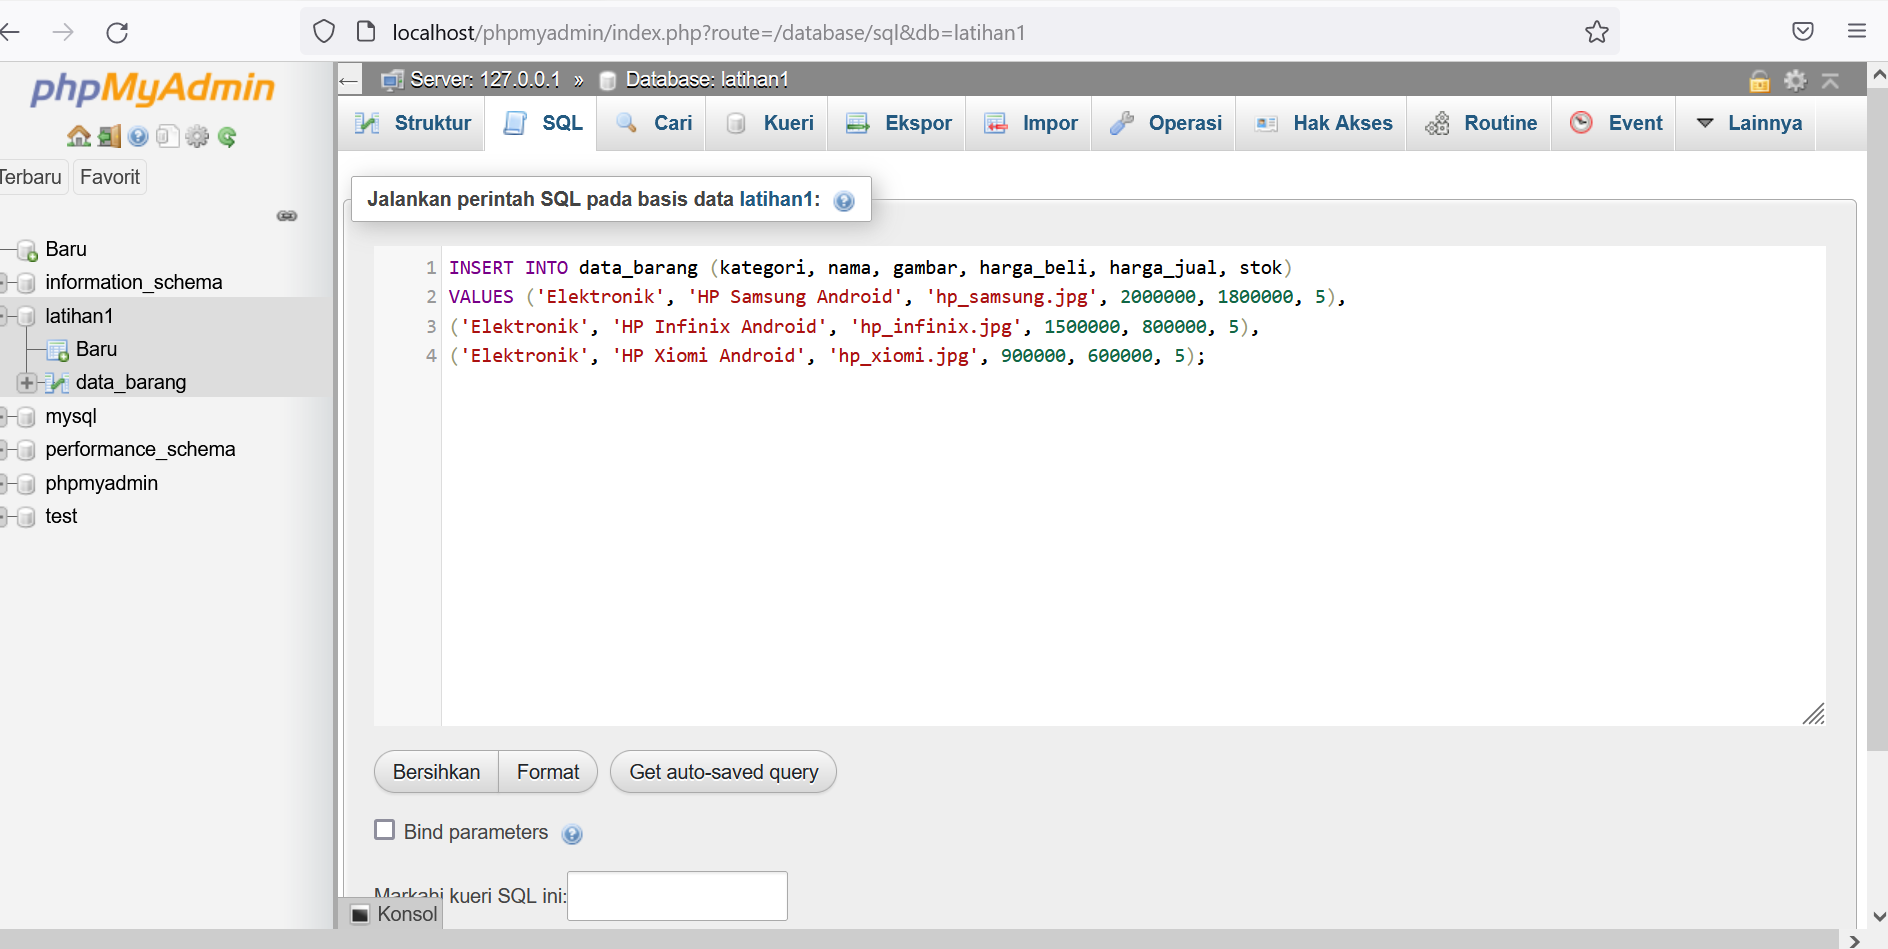 localhost/phpmyadmin/index.php?route=/database/sql&db=latihan1
phpMyAdmin
Terbaru Favorit
Baru
information_schema
latihan1
Baru
data_barang
mysql
performance_schema
phpmyadmin
test
Server: 127.0.0.1 » Database: latihan1
Struktur SQL Cari Kueri Ekspor Impor Operasi Hak Akses Routine Event Lainnya
Jalankan perintah SQL pada basis data latihan1:
1 INSERT INTO data_barang (kategori, nama, gambar, harga_beli, harga_jual, stok)
2 VALUES ('Elektronik', 'HP Samsung Android', 'hp_samsung.jpg', 2000000, 1800000, 5),
3 ('Elektronik', 'HP Infinix Android', 'hp_infinix.jpg', 1500000, 800000, 5),
4 ('Elektronik', 'HP Xiomi Android', 'hp_xiomi.jpg', 900000, 600000, 5);
Bersihkan Format Get auto-saved query
Bind parameters
Markahi kueri SQL ini:
Konsol